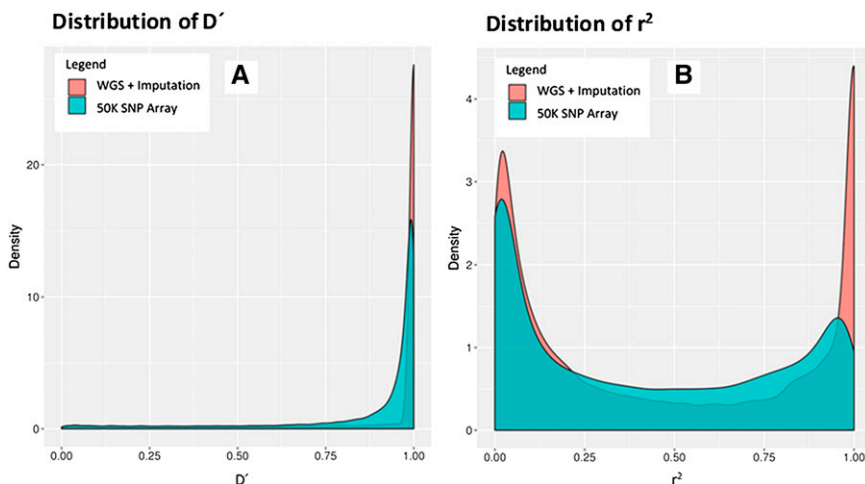 Distribution of D´
Legend
WGS + Imputation
50K SNP Array
A
Density
20
10
0
0.00 0.25 0.50 0.75 1.00
D´
Distribution of r²
Legend
WGS + Imputation
50K SNP Array
B
Density
4
3
2
1
0
0.00 0.25 0.50 0.75 1.00
r²